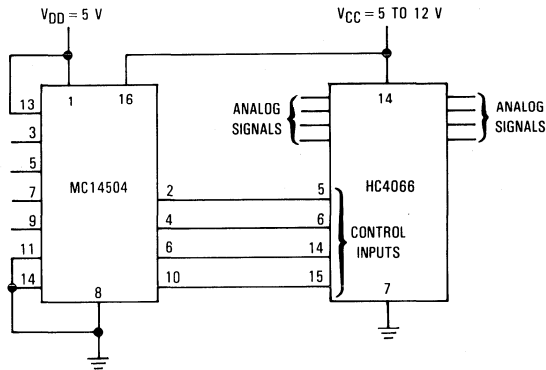 V_DD = 5 V
V_CC = 5 TO 12 V
13
1
16
3
5
7
9
11
14
MC14504
2
4
6
10
8
ANALOG
SIGNALS
14
ANALOG
SIGNALS
HC4066
5
6
14
15
CONTROL
INPUTS
7